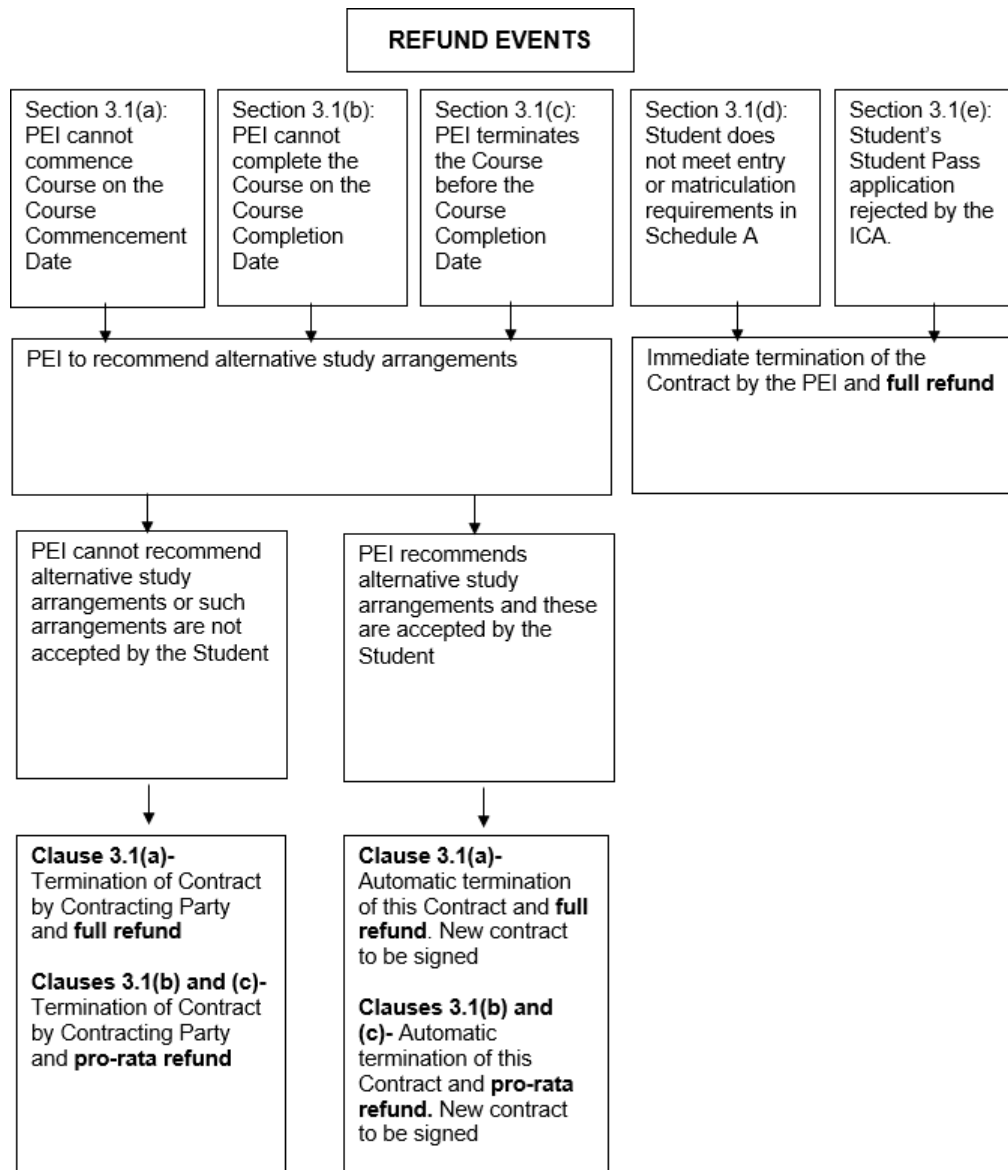 REFUND EVENTS
Section 3.1(a):
PEI cannot
commence
Course on the
Course
Commencement
Date
Section 3.1(b):
PEI cannot
complete the
Course on the
Course
Completion
Date
Section 3.1(c):
PEI terminates
the Course
before the
Course
Completion
Date
Section 3.1(d):
Student does
not meet entry
or matriculation
requirements in
Schedule A
Section 3.1(e):
Student’s
Student Pass
application
rejected by the
ICA.
PEI to recommend alternative study arrangements
Immediate termination of the
Contract by the PEI and full refund
PEI cannot recommend
alternative study
arrangements or such
arrangements are not
accepted by the Student
PEI recommends
alternative study
arrangements and these
are accepted by the
Student
Clause 3.1(a)-
Termination of Contract
by Contracting Party
and full refund
Clauses 3.1(b) and (c)-
Termination of Contract
by Contracting Party
and pro-rata refund
Clause 3.1(a)-
Automatic termination
of this Contract and full
refund. New contract
to be signed
Clauses 3.1(b) and
(c)- Automatic
termination of this
Contract and pro-rata
refund. New contract
to be signed